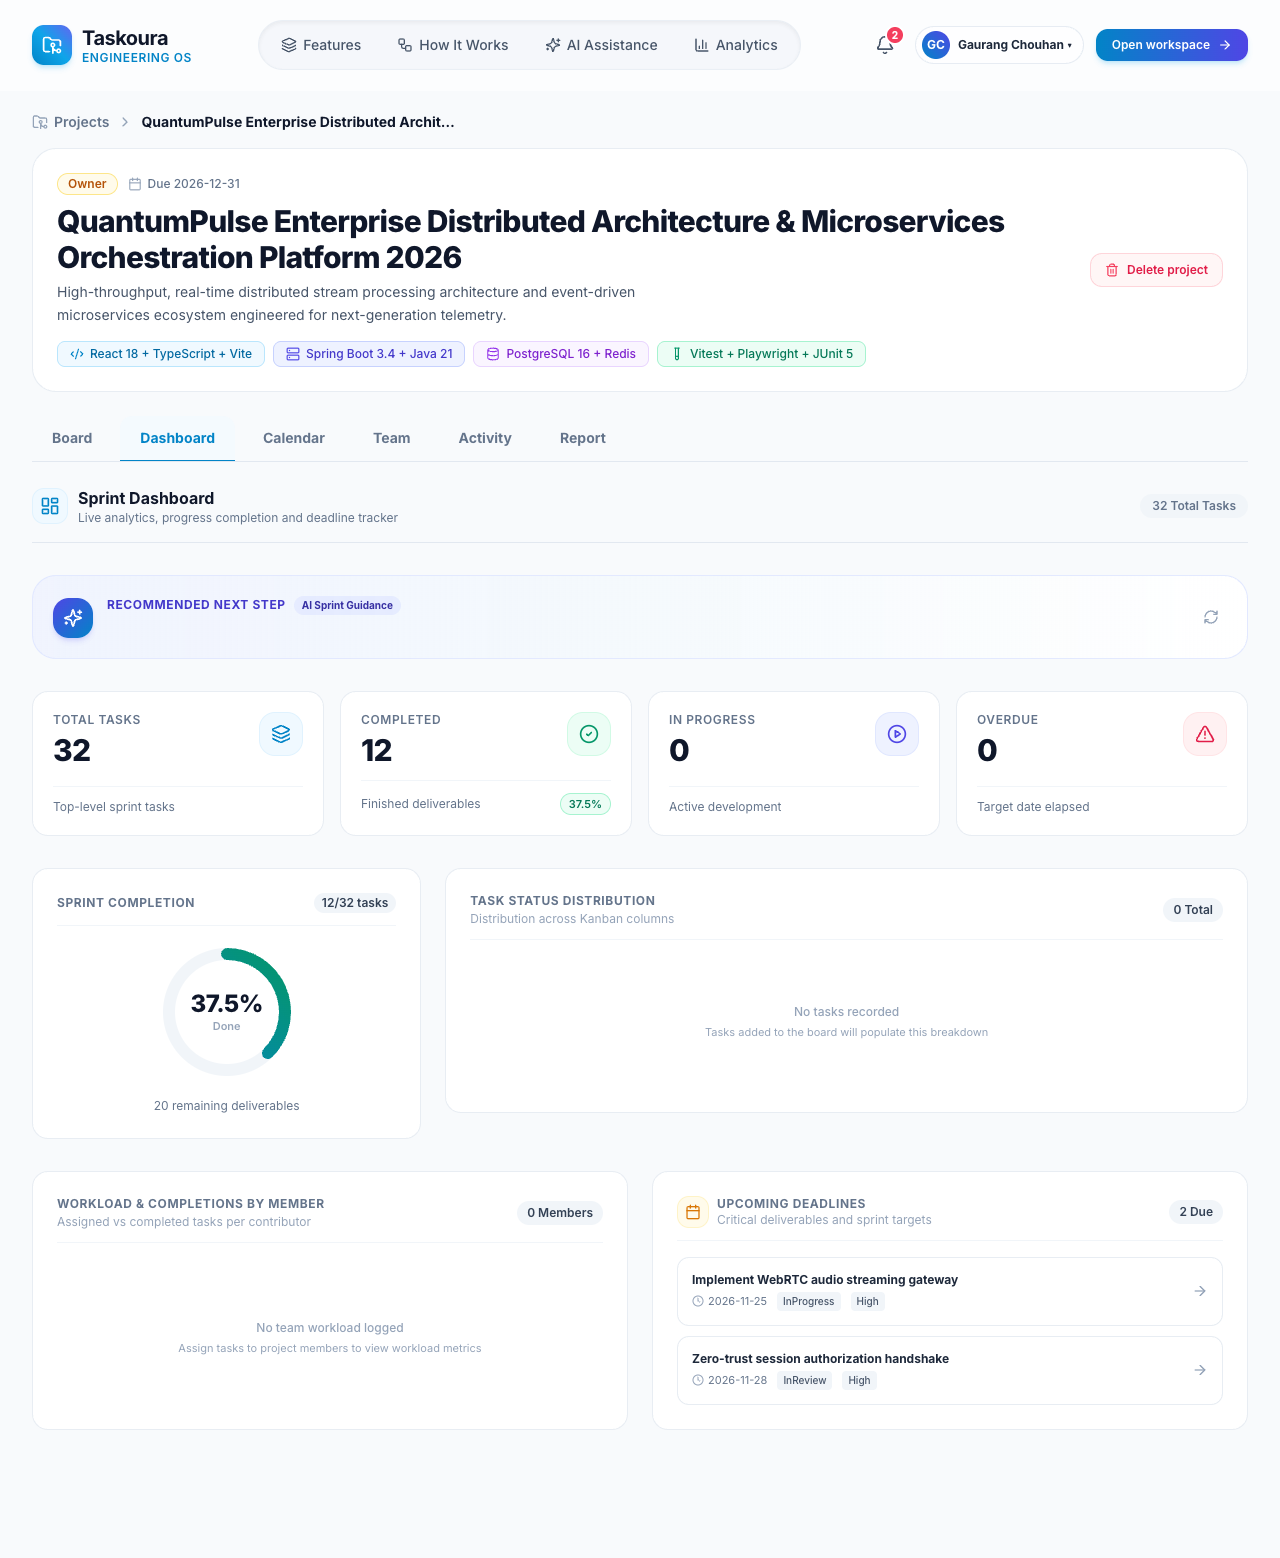 Taskoura
ENGINEERING OS
Features
How It Works
AI Assistance
Analytics
2
GC
Gaurang Chouhan
Open workspace
Projects
QuantumPulse Enterprise Distributed Archit...
Owner
Due 2026-12-31
QuantumPulse Enterprise Distributed Architecture & Microservices
Orchestration Platform 2026
High-throughput, real-time distributed stream processing architecture and event-driven
microservices ecosystem engineered for next-generation telemetry.
Delete project
React 18 + TypeScript + Vite
Spring Boot 3.4 + Java 21
PostgreSQL 16 + Redis
Vitest + Playwright + JUnit 5
Board
Dashboard
Calendar
Team
Activity
Report
Sprint Dashboard
Live analytics, progress completion and deadline tracker
32 Total Tasks
RECOMMENDED NEXT STEP
AI Sprint Guidance
TOTAL TASKS
32
Top-level sprint tasks
COMPLETED
12
Finished deliverables
37.5%
IN PROGRESS
0
Active development
OVERDUE
0
Target date elapsed
SPRINT COMPLETION
12/32 tasks
37.5%
Done
20 remaining deliverables
TASK STATUS DISTRIBUTION
Distribution across Kanban columns
0 Total
No tasks recorded
Tasks added to the board will populate this breakdown
WORKLOAD & COMPLETIONS BY MEMBER
Assigned vs completed tasks per contributor
0 Members
No team workload logged
Assign tasks to project members to view workload metrics
UPCOMING DEADLINES
Critical deliverables and sprint targets
2 Due
Implement WebRTC audio streaming gateway
2026-11-25
InProgress
High
Zero-trust session authorization handshake
2026-11-28
InReview
High